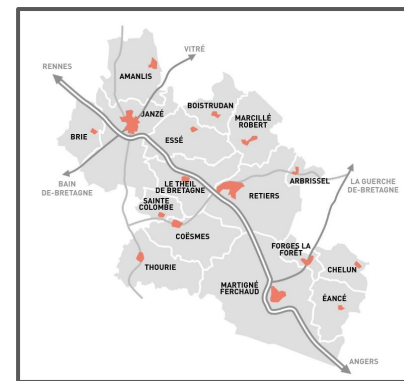 VITRÉ
RENNES
AMANLIS
BOISTRUDAN
JANZÉ
MARCILLÉ
ROBERT
BRIE
ESSÉ
BAIN
DE-BRETAGNE
LE THEIL
DE BRETAGNE
ARBRISSEL
LA GUERCHE
DE-BRETAGNE
RETIERS
SAINTE
COLOMBE
COËSMES
FORGES LA
FORÊT
THOURIE
CHELUN
MARTIGNÉ
FERCHAUD
ÉANCÉ
ANGERS